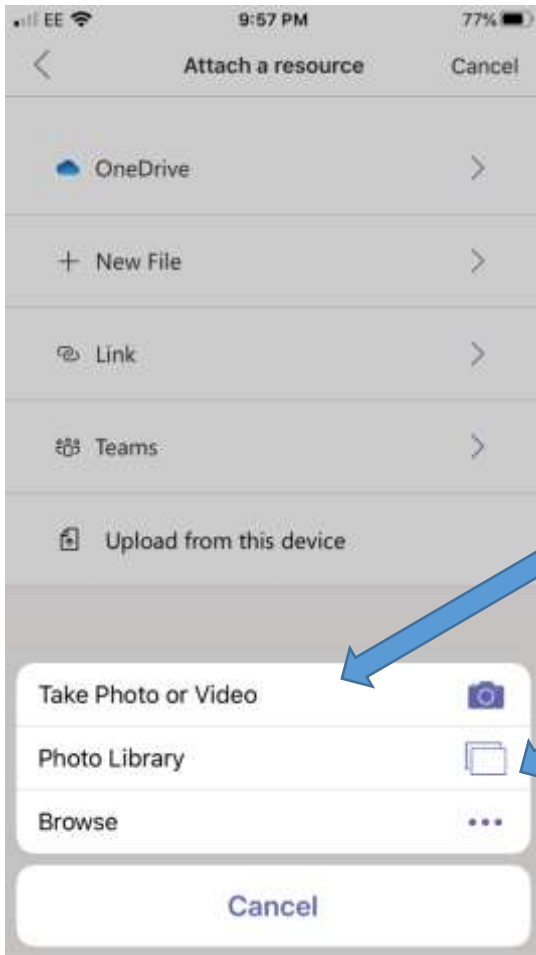 EE 9:57 PM 77%
Attach a resource Cancel
OneDrive
New File
Link
Teams
Upload from this device
Take Photo or Video
Photo Library
Browse
Cancel